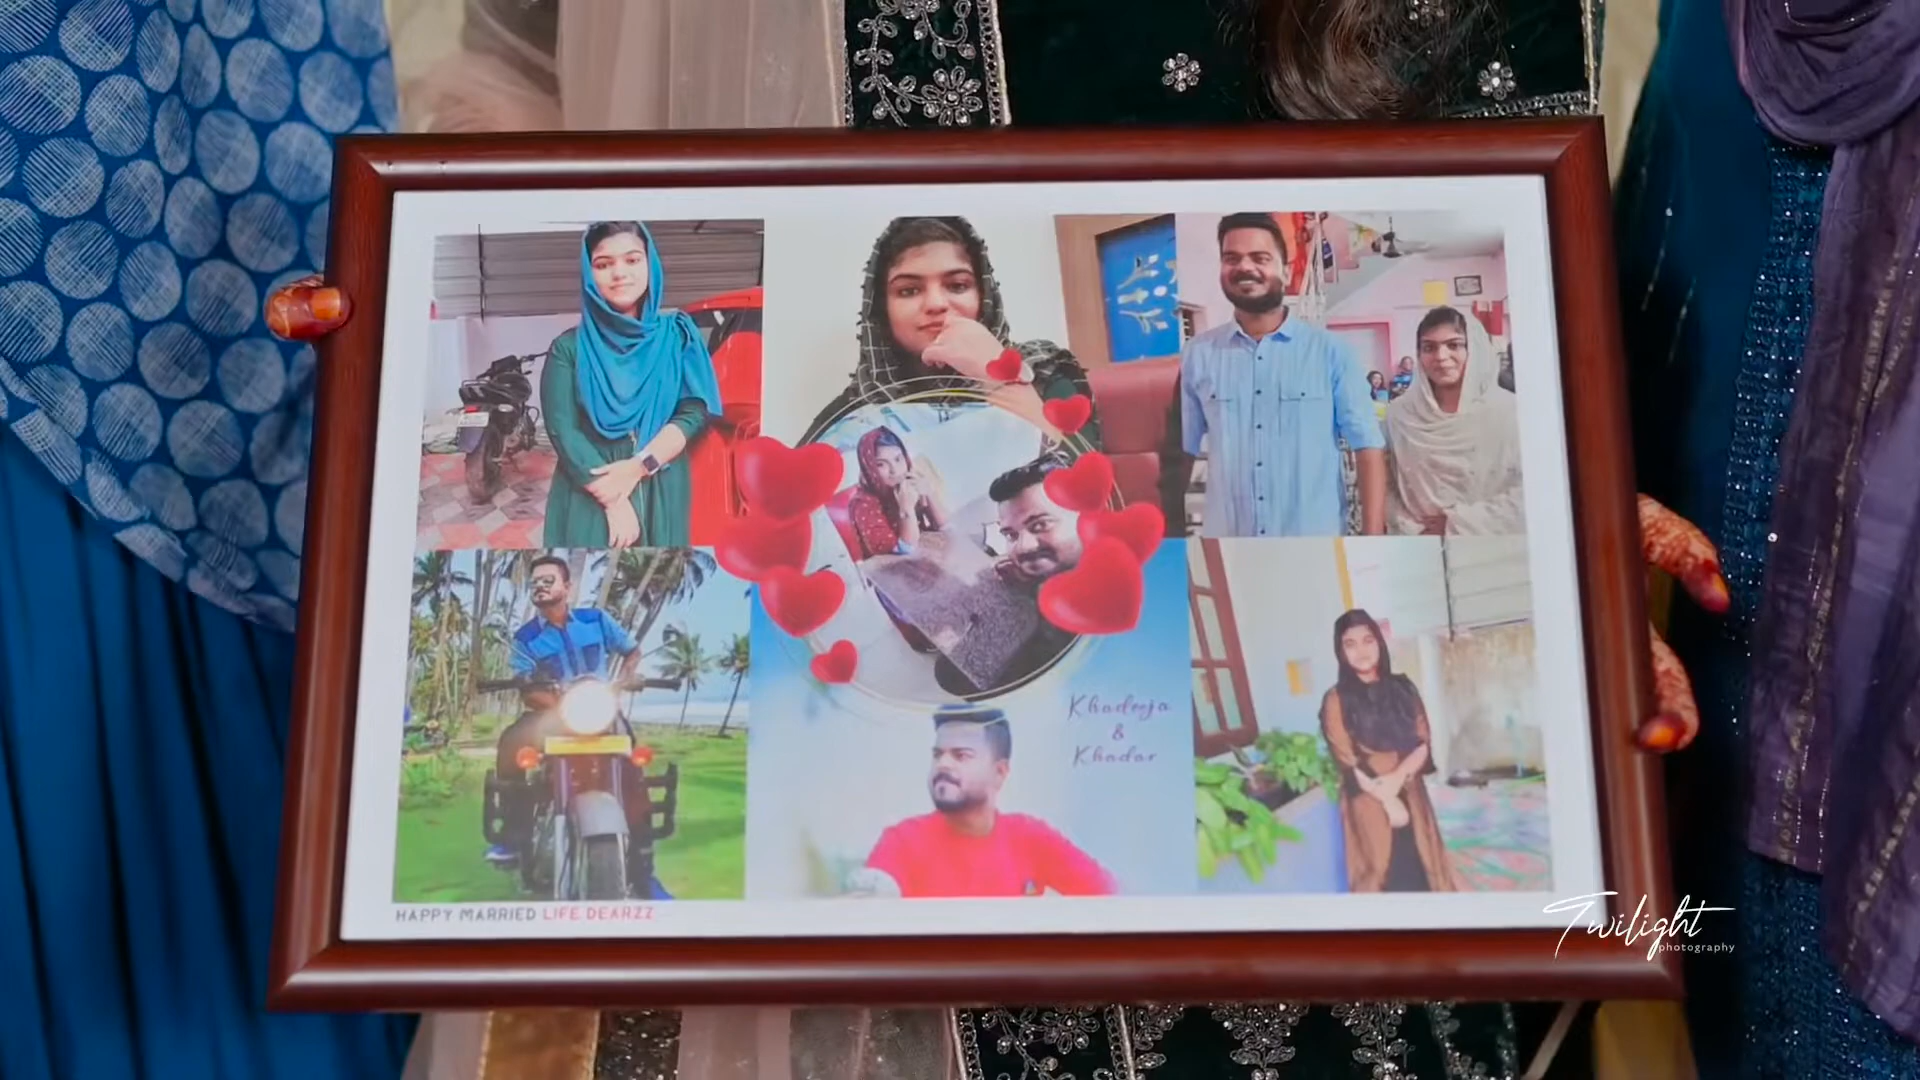 Khadeeja
&
Khadar
HAPPY MARRIED LIFE DEARZZ
Twilight
photography